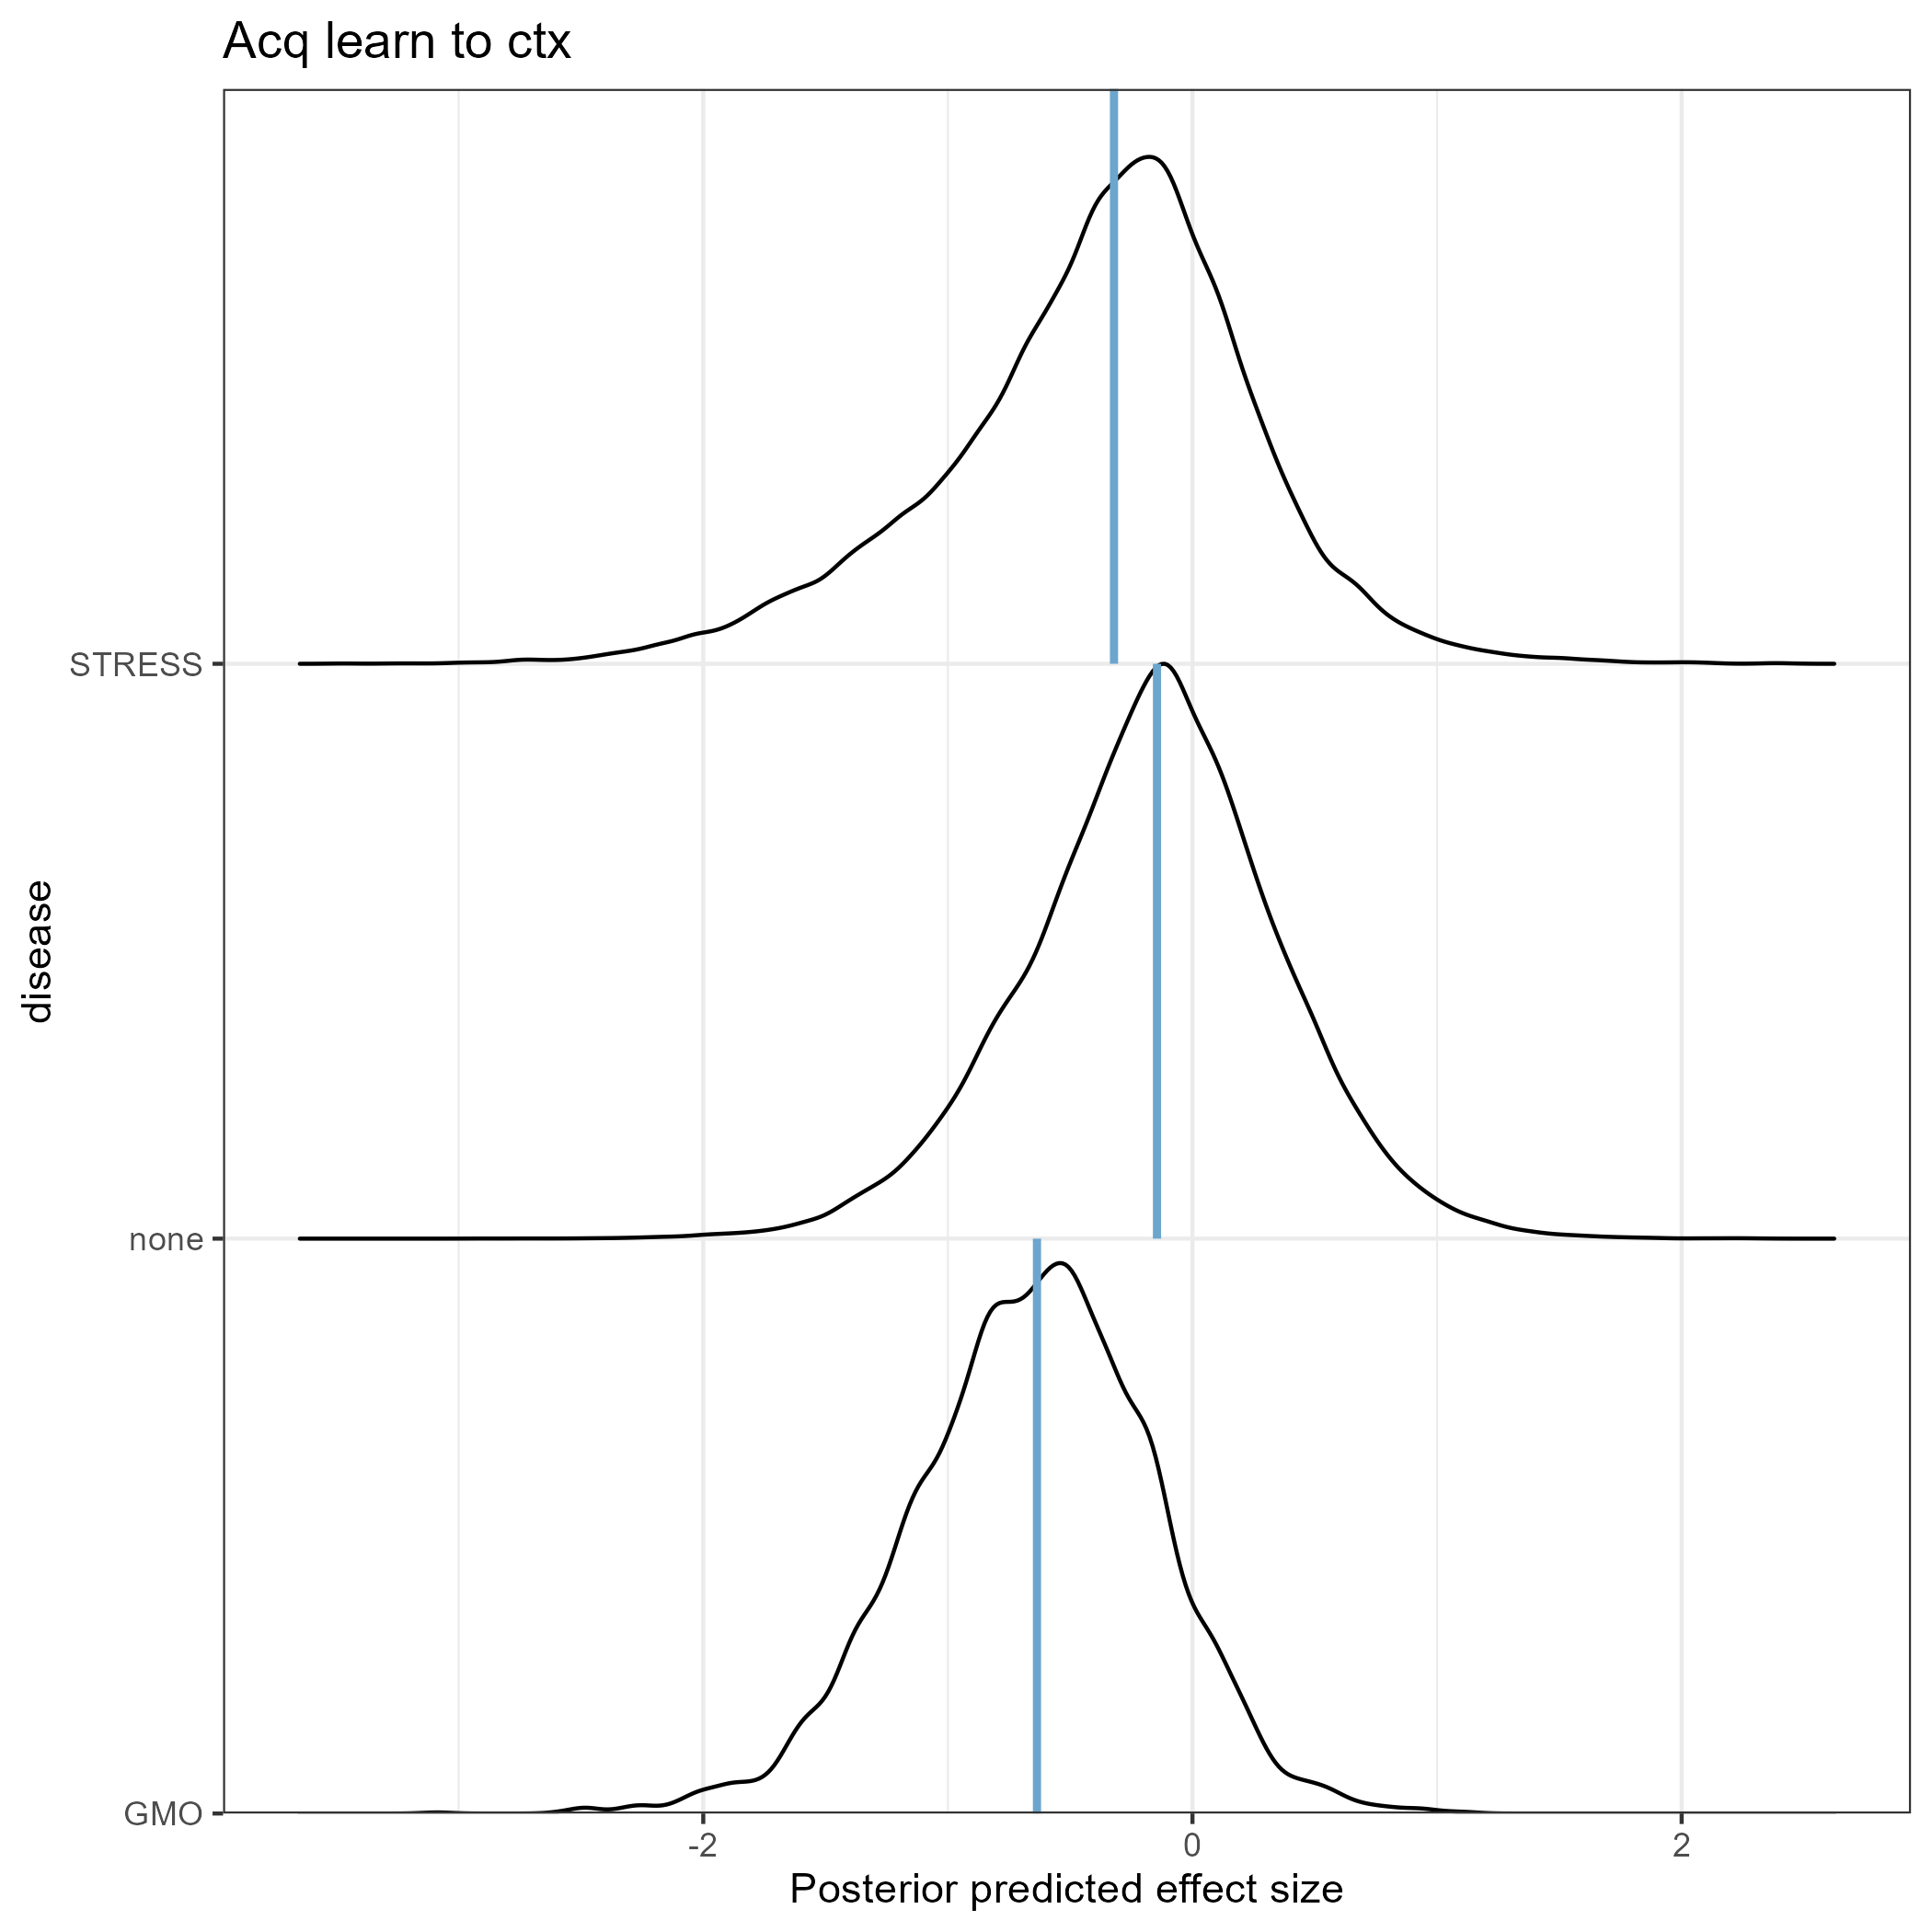 Acq learn to ctx
STRESS
disease
none
GMO
-2 0 2
Posterior predicted effect size